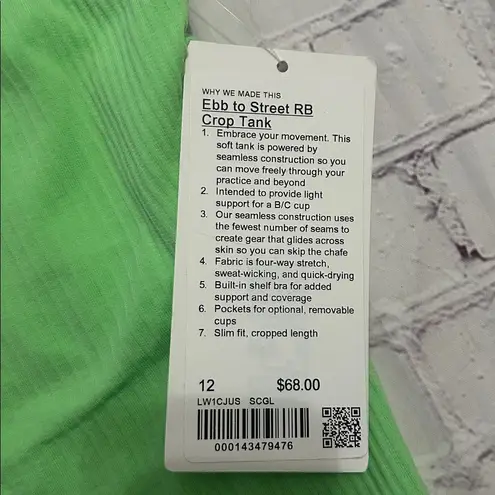 WHY WE MADE THIS
Ebb to Street RB
Crop Tank
1. Embrace your movement. This
soft tank is powered by
seamless construction so you
can move freely through your
practice and beyond
2. Intended to provide light
support for a B/C cup
3. Our seamless construction uses
the fewest number of seams to
create gear that glides across
skin so you can skip the chafe
4. Fabric is four-way stretch,
sweat-wicking, and quick-drying
5. Built-in shelf bra for added
support and coverage
6. Pockets for optional, removable
cups
7. Slim fit, cropped length
12 $68.00
LW1CJUS SCGL
000143479476